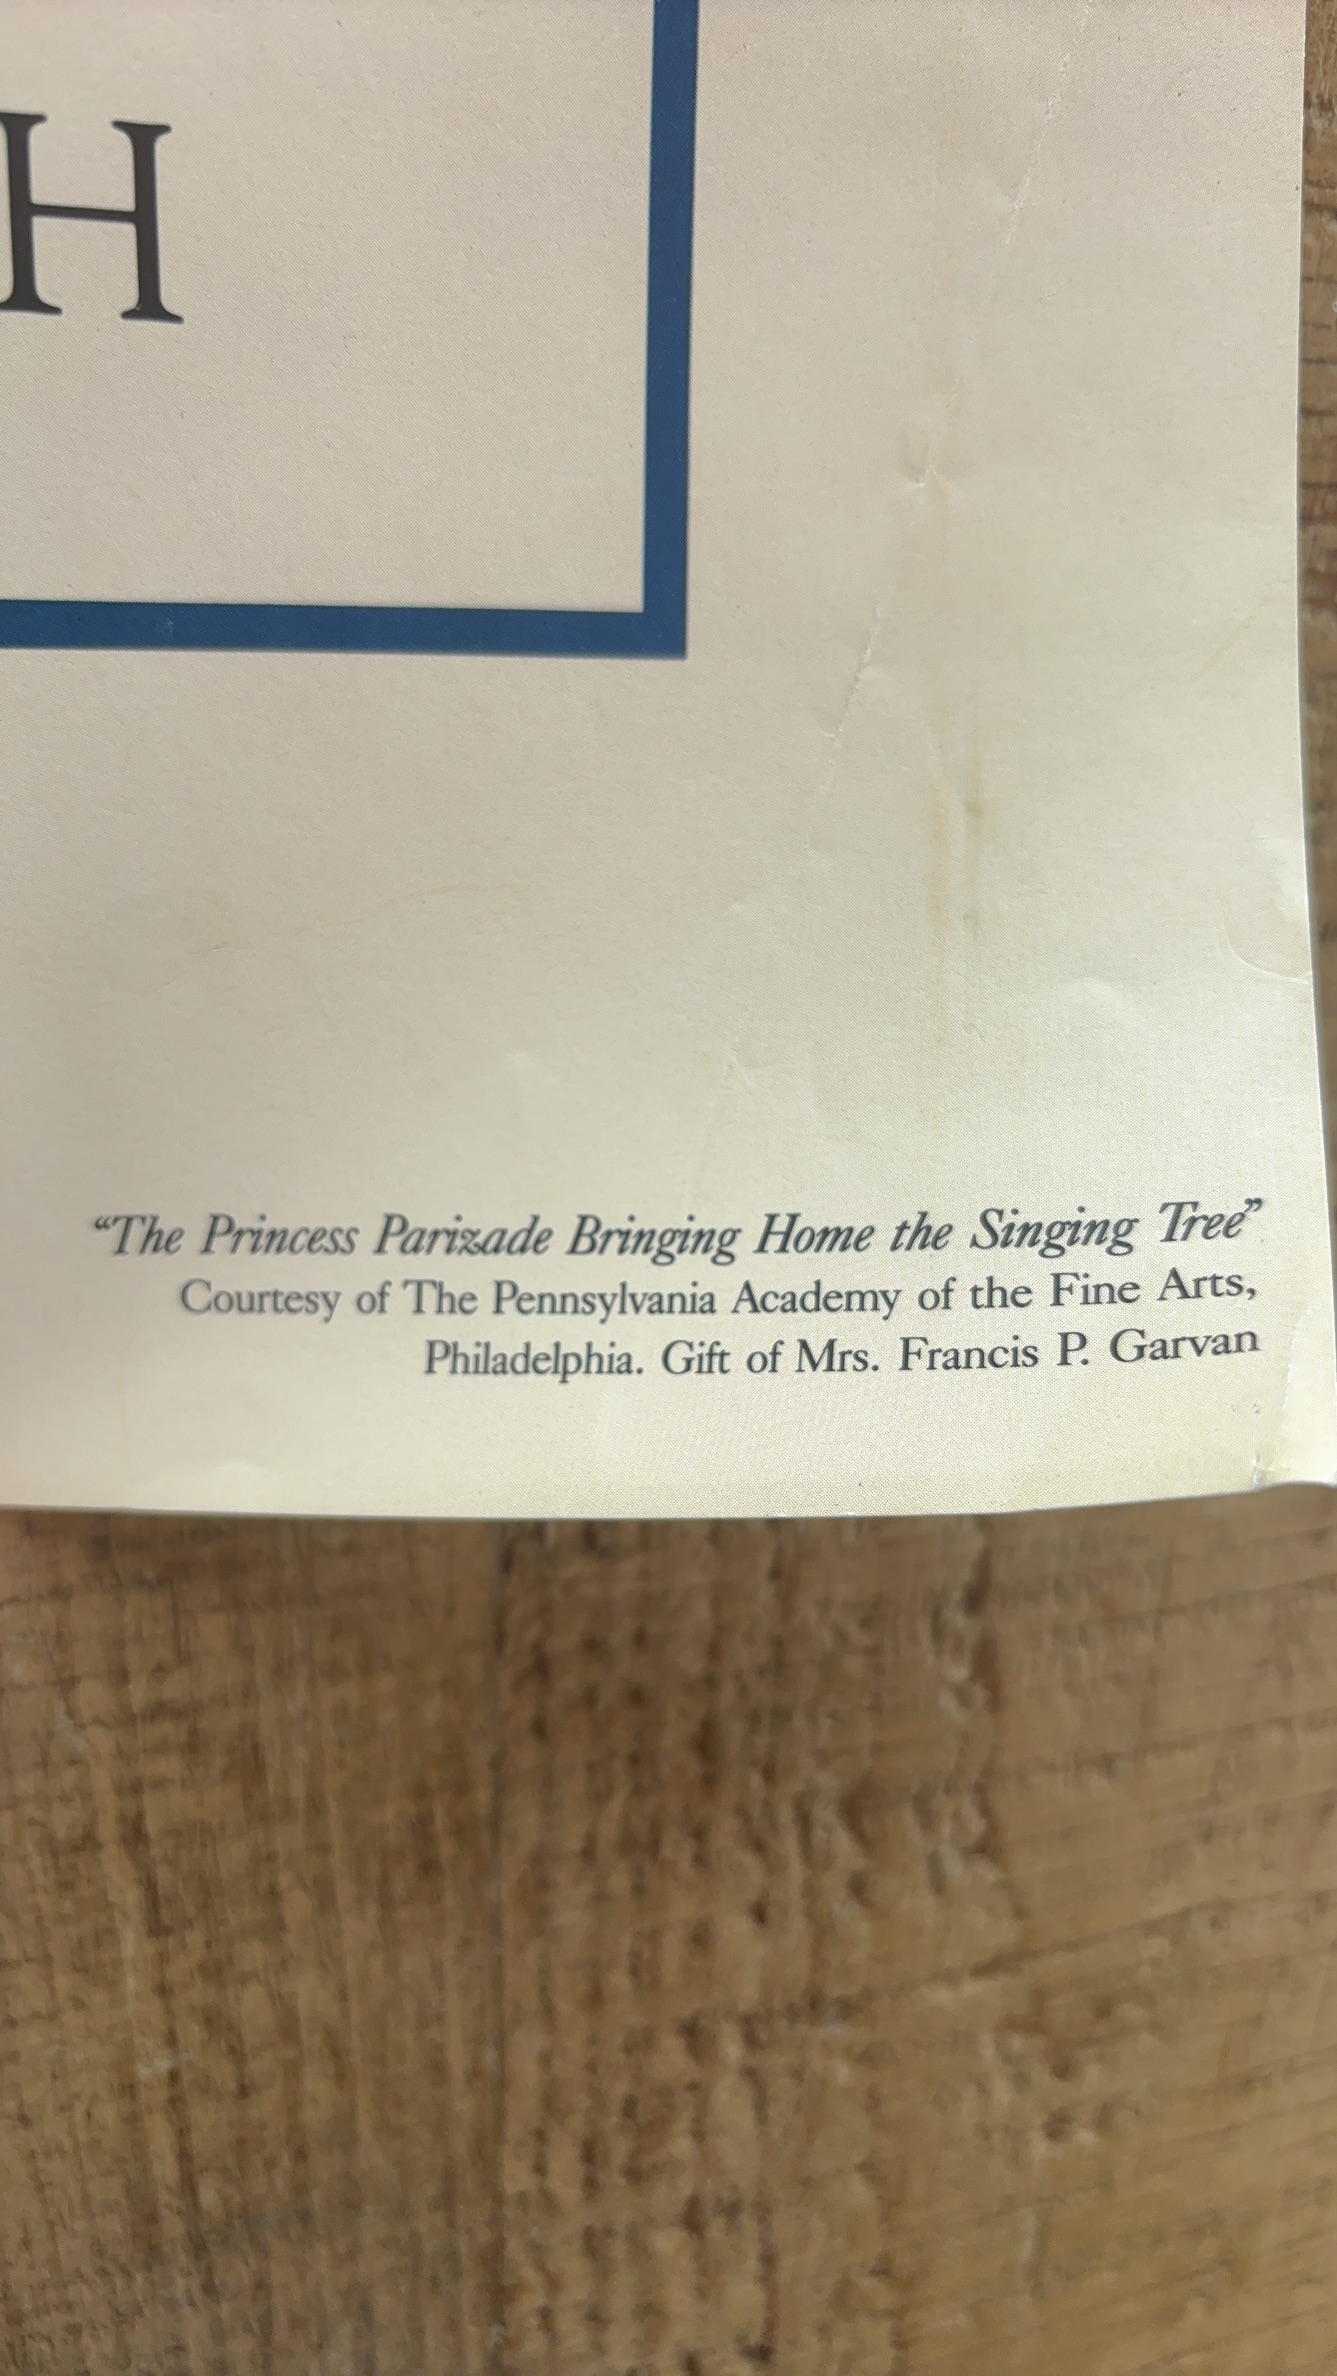 H
“The Princess Parizade Bringing Home the Singing Tree”
Courtesy of The Pennsylvania Academy of the Fine Arts,
Philadelphia. Gift of Mrs. Francis P. Garvan